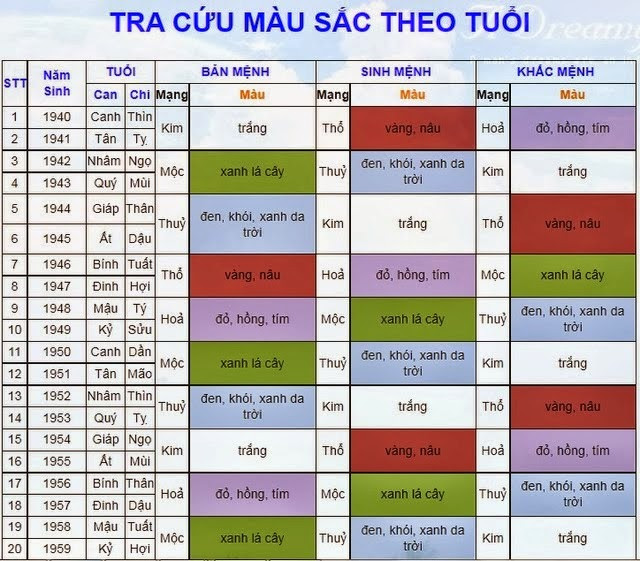 TRA CỨU MÀU SẮC THEO TUỔI
STT Năm Sinh TUỔI BẢN MỆNH SINH MỆNH KHẮC MỆNH
Can Chi Mạng Màu Mạng Màu Mạng Màu
1 1940 Canh Thìn Kim trắng Thổ vàng, nâu Hoả đỏ, hồng, tím
2 1941 Tân Tỵ
3 1942 Nhâm Ngọ Mộc xanh lá cây Thuỷ đen, khói, xanh da trời Kim trắng
4 1943 Quý Mùi
5 1944 Giáp Thân Thuỷ đen, khói, xanh da trời Kim trắng Thổ vàng, nâu
6 1945 Ất Dậu
7 1946 Bính Tuất Thổ vàng, nâu Hoả đỏ, hồng, tím Mộc xanh lá cây
8 1947 Đinh Hợi
9 1948 Mậu Tý Hoả đỏ, hồng, tím Mộc xanh lá cây Thuỷ đen, khói, xanh da trời
10 1949 Kỷ Sửu
11 1950 Canh Dần Mộc xanh lá cây Thuỷ đen, khói, xanh da trời Kim trắng
12 1951 Tân Mão
13 1952 Nhâm Thìn Thuỷ đen, khói, xanh da trời Kim trắng Thổ vàng, nâu
14 1953 Quý Tỵ
15 1954 Giáp Ngọ Kim trắng Thổ vàng, nâu Hoả đỏ, hồng, tím
16 1955 Ất Mùi
17 1956 Bính Thân Hoả đỏ, hồng, tím Mộc xanh lá cây Thuỷ đen, khói, xanh da trời
18 1957 Đinh Dậu
19 1958 Mậu Tuất Mộc xanh lá cây Thuỷ đen, khói, xanh da trời Kim trắng
20 1959 Kỷ Hợi